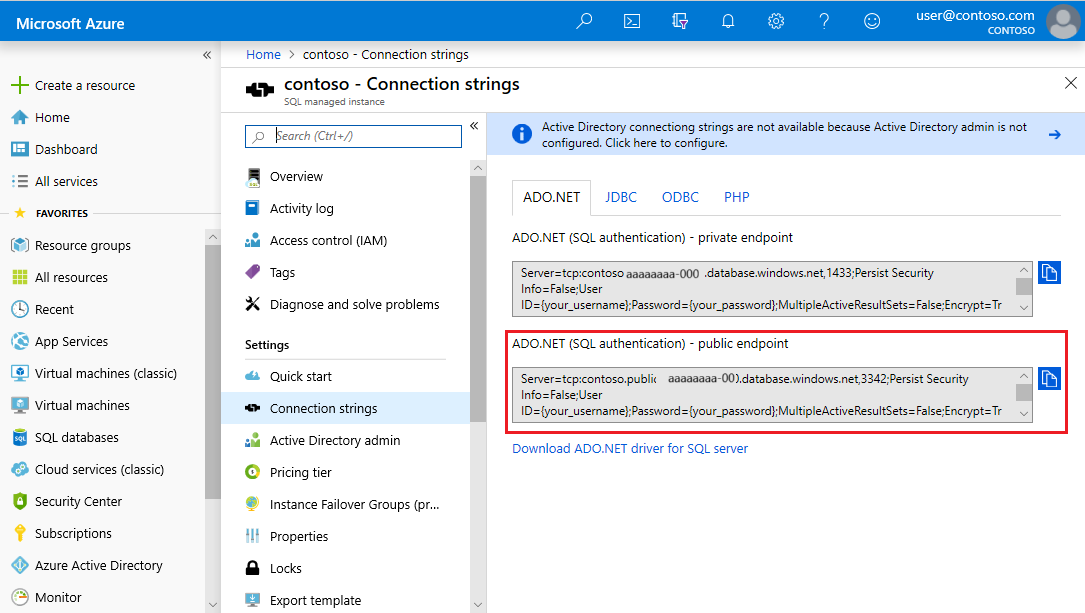 Microsoft Azure
user@contoso.com
CONTOSO
«
Create a resource
Home
Dashboard
All services
FAVORITES
Resource groups
All resources
Recent
App Services
Virtual machines (classic)
Virtual machines
SQL databases
Cloud services (classic)
Security Center
Subscriptions
Azure Active Directory
Monitor
Home > contoso - Connection strings
contoso - Connection strings
SQL managed instance
Search (Ctrl+/)
«
Overview
Activity log
Access control (IAM)
Tags
Diagnose and solve problems
Settings
Quick start
Connection strings
Active Directory admin
Pricing tier
Instance Failover Groups (pr...
Properties
Locks
Export template
Active Directory connectiong strings are not available because Active Directory admin is not
configured. Click here to configure.
ADO.NET JDBC ODBC PHP
ADO.NET (SQL authentication) - private endpoint
Server=tcp:contoso aaaaaaaa-000 .database.windows.net,1433;Persist Security
Info=False;User
ID={your_username};Password={your_password};MultipleActiveResultSets=False;Encrypt=Tr
ADO.NET (SQL authentication) - public endpoint
Server=tcp:contoso.public aaaaaaaa-00).database.windows.net,3342;Persist Security
Info=False;User
ID={your_username};Password={your_password};MultipleActiveResultSets=False;Encrypt=Tr
Download ADO.NET driver for SQL server